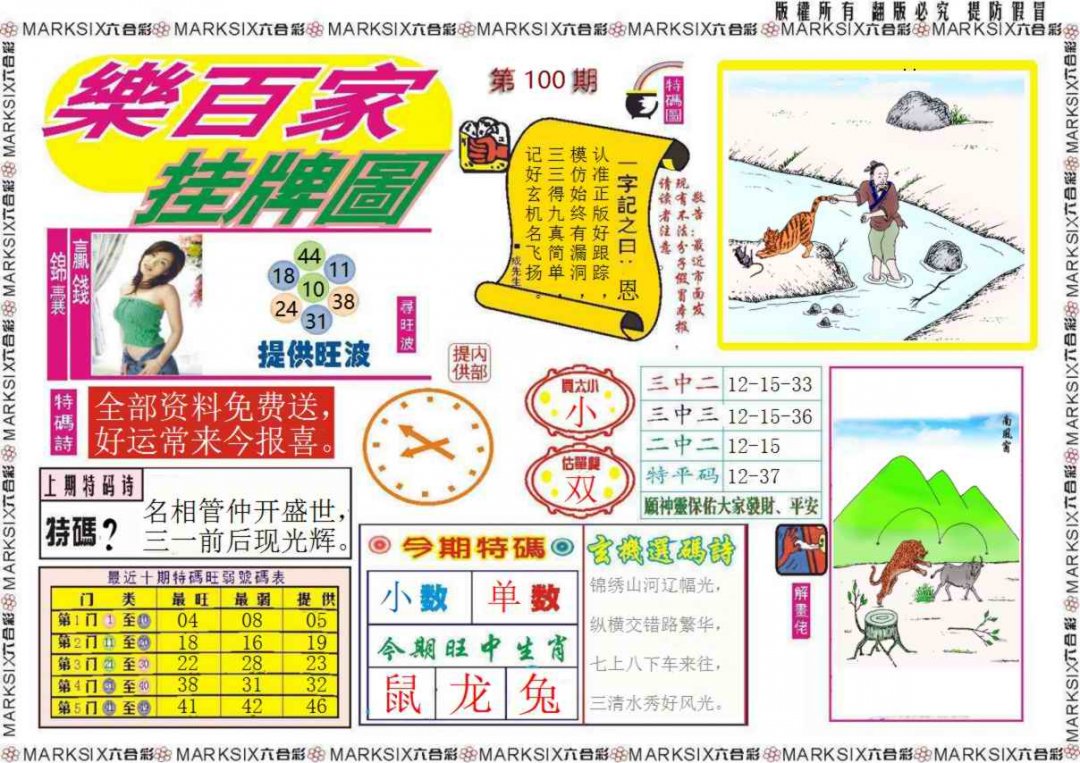 版權所有 翻版必究 提防假冒
MARKSIX六合彩 MARKSIX六合彩 MARKSIX六合彩 MARKSIX六合彩 MARKSIX六合彩 MARKSIX六合彩 MARKSIX六合彩
樂百家
挂牌圖
第 100 期
特碼圖
一字記之曰：恩
认准正版好跟踪，
模仿始终有漏洞，
三三得九真简单，
记好玄机名飞扬。
■成先生
敬告：最近市面发
现有不法分子假冒本报，
请读者注意。
贏錢
錦囊
44
18
11
10
24
38
31
提供旺波
尋旺波
内部
提供
特碼詩
全部资料免费送，
好运常来今报喜。
買大小
小
估單雙
双
三中二 12-15-33
三中三 12-15-36
二中二 12-15
特平码 12-37
願神靈保佑大家發財、平安
上期特码诗
特碼？
名相管仲开盛世，
三一前后现光辉。
最近十期特碼旺弱號碼表
门 类 最旺 最弱 提供
第1门 1 至 10 04 08 05
第2门 11 至 20 18 16 19
第3门 21 至 30 22 28 23
第4门 31 至 40 38 31 32
第5门 41 至 49 41 42 46
今期特碼
小数 单数
今期旺中生肖
鼠 龙 兔
玄機選碼詩
锦绣山河辽幅光，
纵横交错路繁华，
七上八下车来往，
三清水秀好风光。
解畫佬
南風窗
MARKSIX六合彩 MARKSIX六合彩 MARKSIX六合彩 MARKSIX六合彩 MARKSIX六合彩 MARKSIX六合彩 MARKSIX六合彩